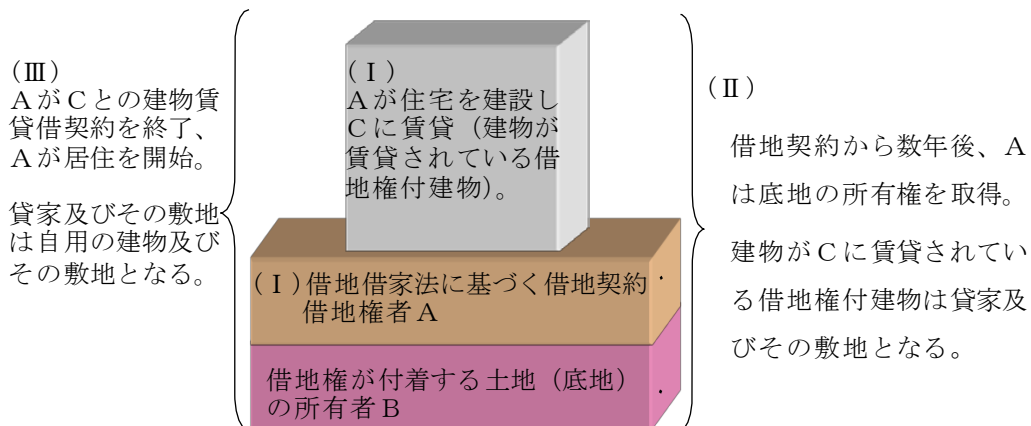 (Ⅲ)
AがCとの建物賃
貸借契約を終了、
Aが居住を開始。
貸家及びその敷地
は自用の建物及び
その敷地となる。
(Ⅰ)
Aが住宅を建設し
Cに賃貸(建物が
賃貸されている借
地権付建物)。
(Ⅰ)借地借家法に基づく借地契約
借地権者A
借地権が付着する土地(底地)
の所有者B
(Ⅱ)
借地契約から数年後、A
は底地の所有権を取得。
建物がCに賃貸されてい
る借地権付建物は貸家及
びその敷地となる。